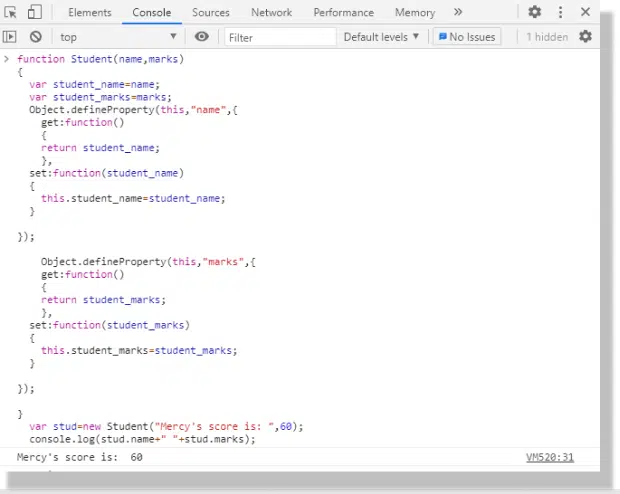 Elements Console Sources Network Performance Memory »
top ▼ Filter Default levels ▼ No Issues 1 hidden
> function Student(name,marks)
{
var student_name=name;
var student_marks=marks;
Object.defineProperty(this,"name",{
get:function()
{
return student_name;
},
set:function(student_name)
{
this.student_name=student_name;
}
});
Object.defineProperty(this,"marks",{
get:function()
{
return student_marks;
},
set:function(student_marks)
{
this.student_marks=student_marks;
}
});
}
var stud=new Student("Mercy's score is: ",60);
console.log(stud.name+" "+stud.marks);
Mercy's score is:  60 VM520:31